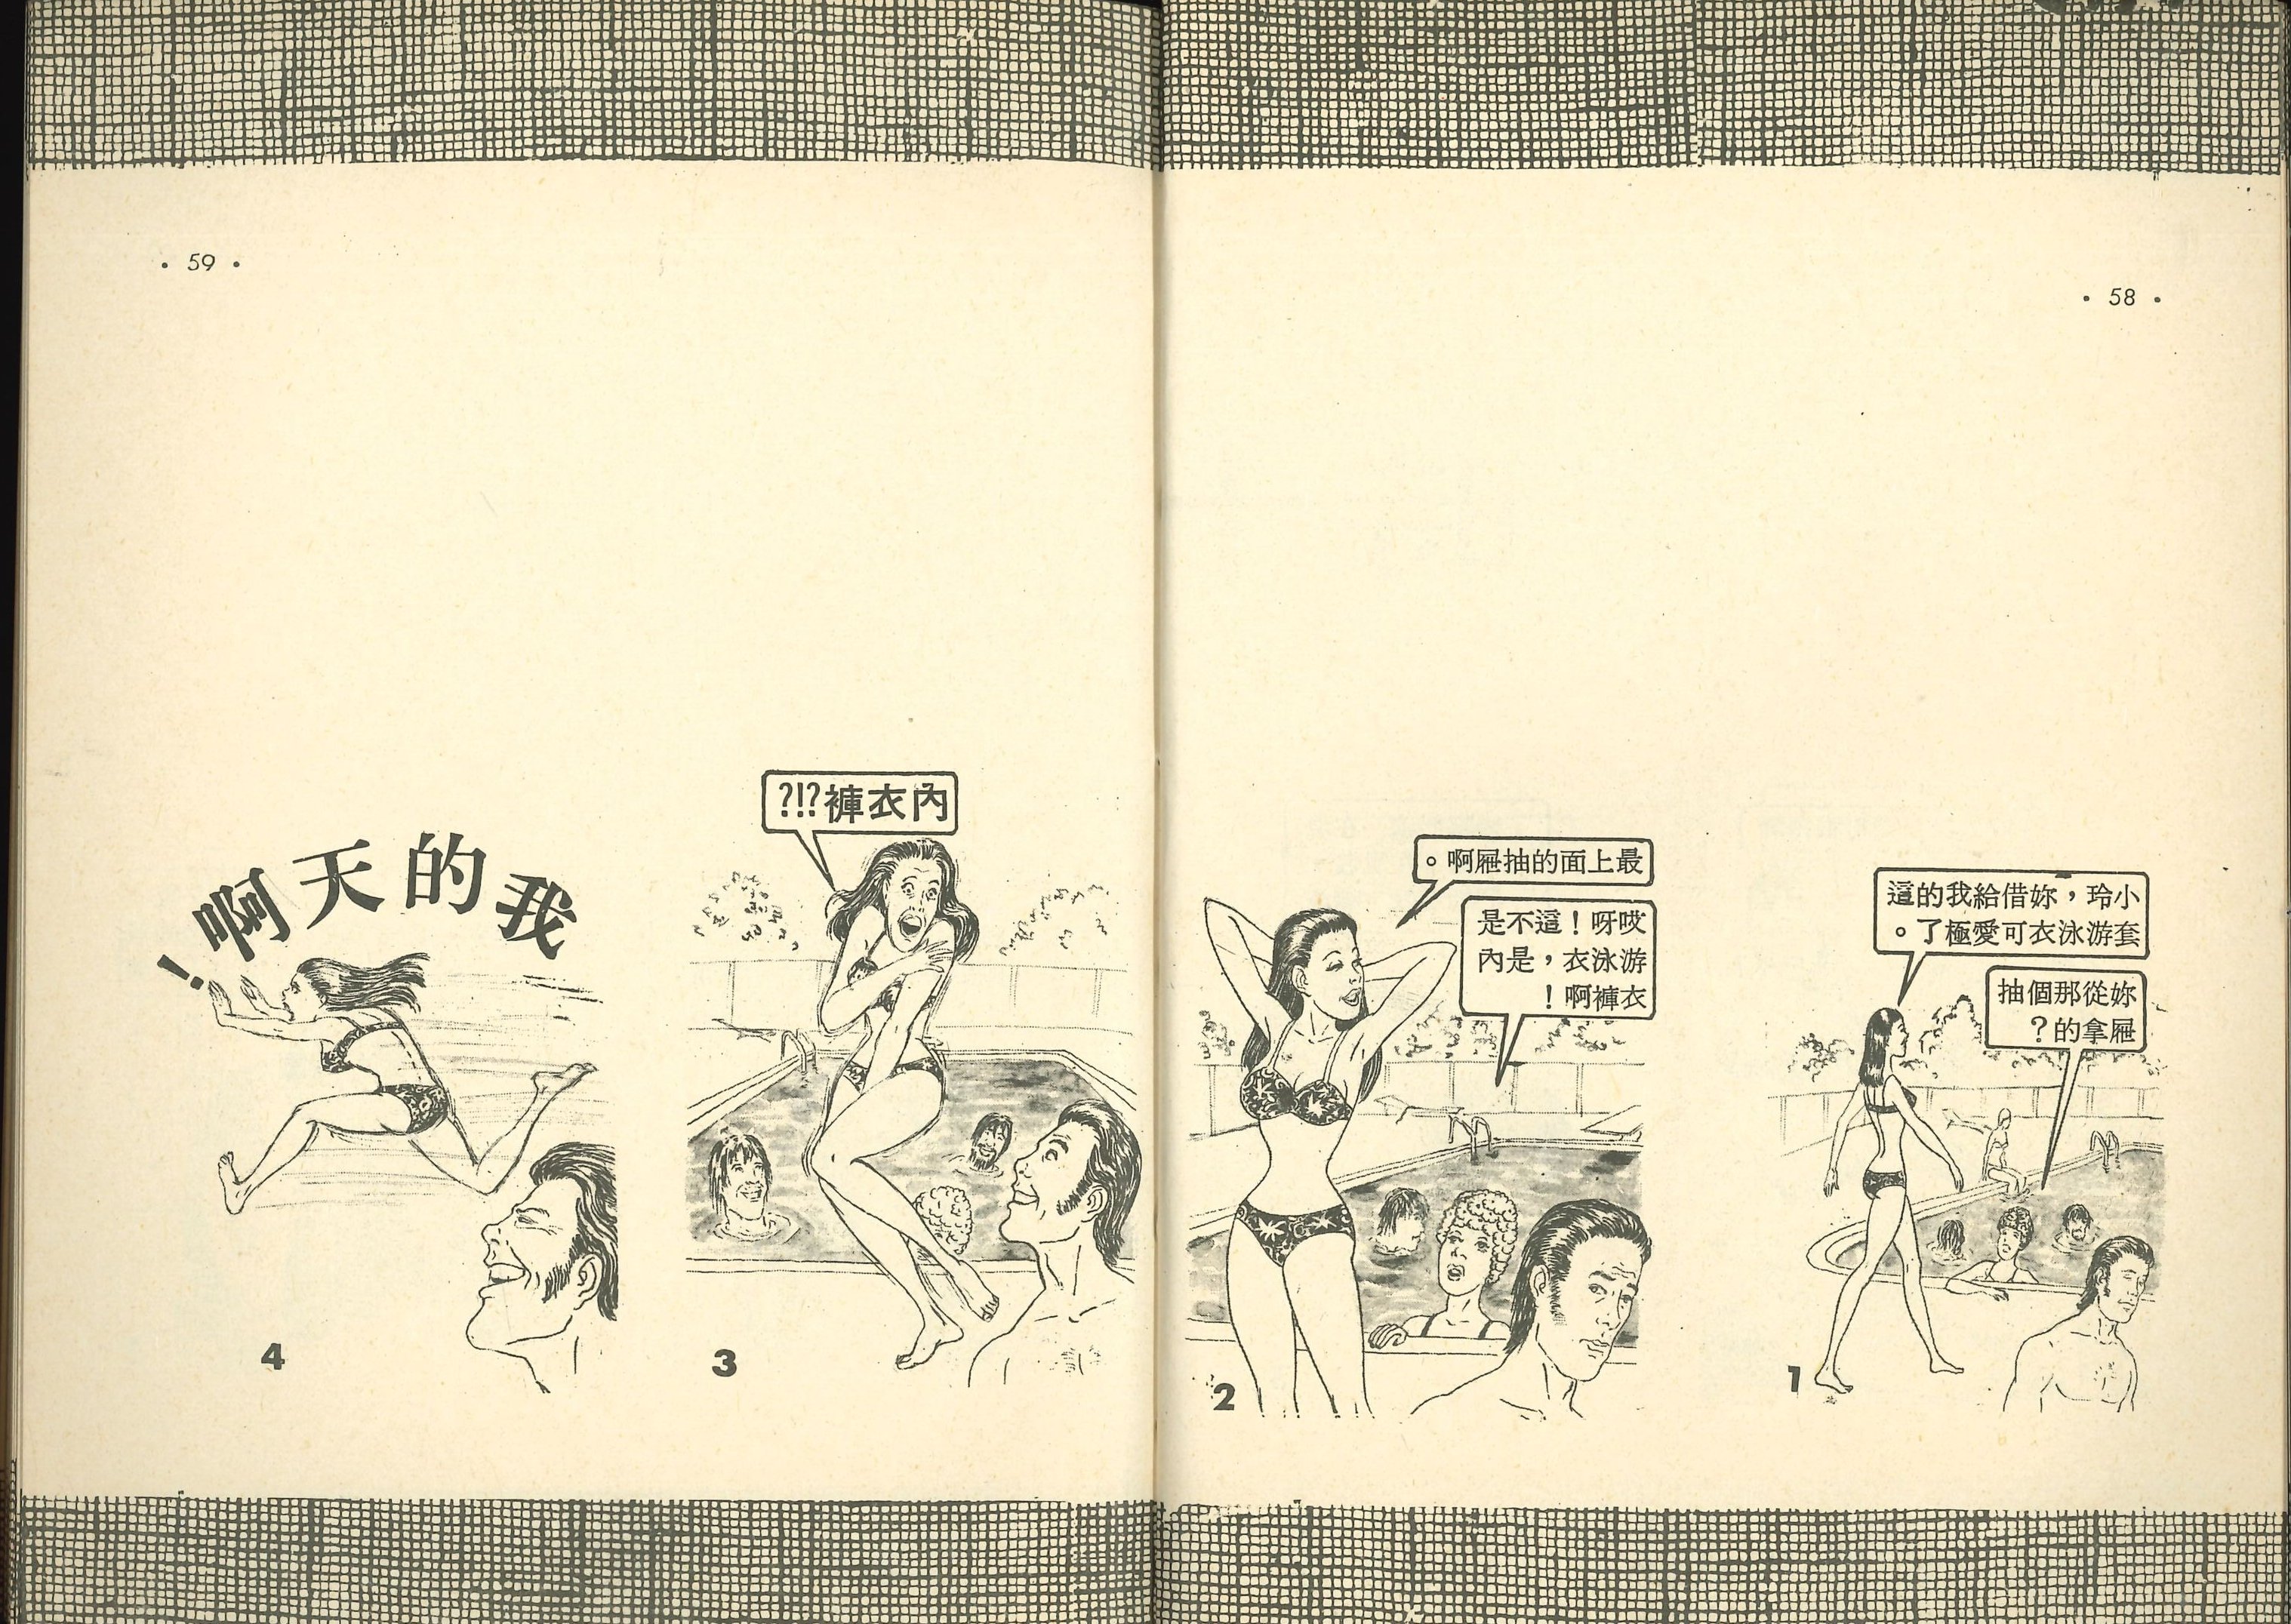 · 58 ·
小玲，妳借給我的這
套游泳衣可愛極了。
妳從那個抽
屜拿的？
1
最上面的抽屜啊。
哎呀！這不是
游泳衣，是內
衣褲啊！
2
· 59 ·
內衣褲?!?
3
我的天啊！
4